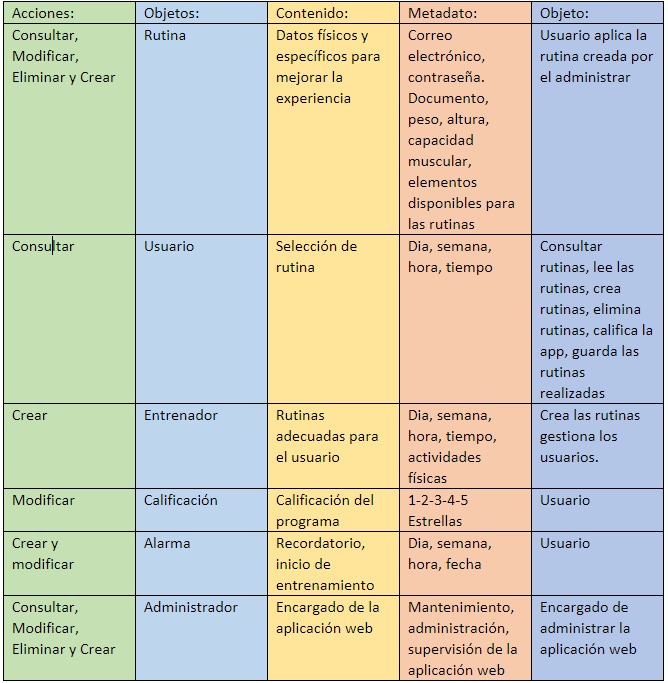 Acciones:
Objetos:
Contenido:
Metadato:
Objeto:
Consultar,
Modificar,
Eliminar y Crear
Rutina
Datos físicos y
específicos para
mejorar la
experiencia
Correo
electrónico,
contraseña.
Documento,
peso, altura,
capacidad
muscular,
elementos
disponibles para
las rutinas
Usuario aplica la
rutina creada por
el administrar
Consultar
Usuario
Selección de
rutina
Dia, semana,
hora, tiempo
Consultar
rutinas, lee las
rutinas, crea
rutinas, elimina
rutinas, califica la
app, guarda las
rutinas
realizadas
Crear
Entrenador
Rutinas
adecuadas para
el usuario
Dia, semana,
hora, tiempo,
actividades
físicas
Crea las rutinas
gestiona los
usuarios.
Modificar
Calificación
Calificación del
programa
1-2-3-4-5
Estrellas
Usuario
Crear y
modificar
Alarma
Recordatorio,
inicio de
entrenamiento
Dia, semana,
hora, fecha
Usuario
Consultar,
Modificar,
Eliminar y Crear
Administrador
Encargado de la
aplicación web
Mantenimiento,
administración,
supervisión de la
aplicación web
Encargado de
administrar la
aplicación web